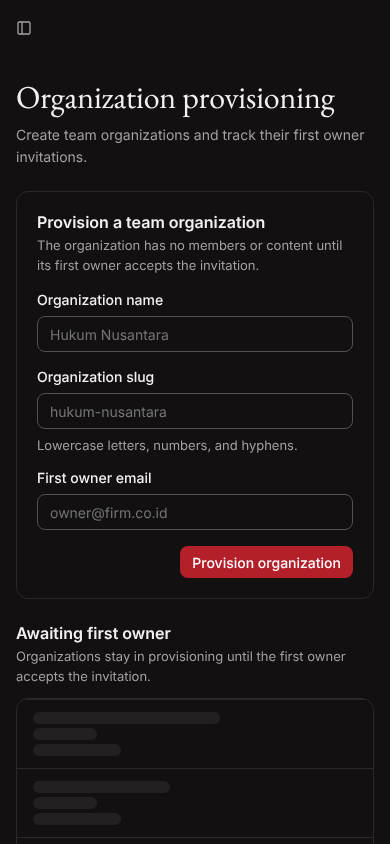 Organization provisioning
Create team organizations and track their first owner
invitations.
Provision a team organization
The organization has no members or content until
its first owner accepts the invitation.
Organization name
Hukum Nusantara
Organization slug
hukum-nusantara
Lowercase letters, numbers, and hyphens.
First owner email
owner@firm.co.id
Provision organization
Awaiting first owner
Organizations stay in provisioning until the first owner
accepts the invitation.